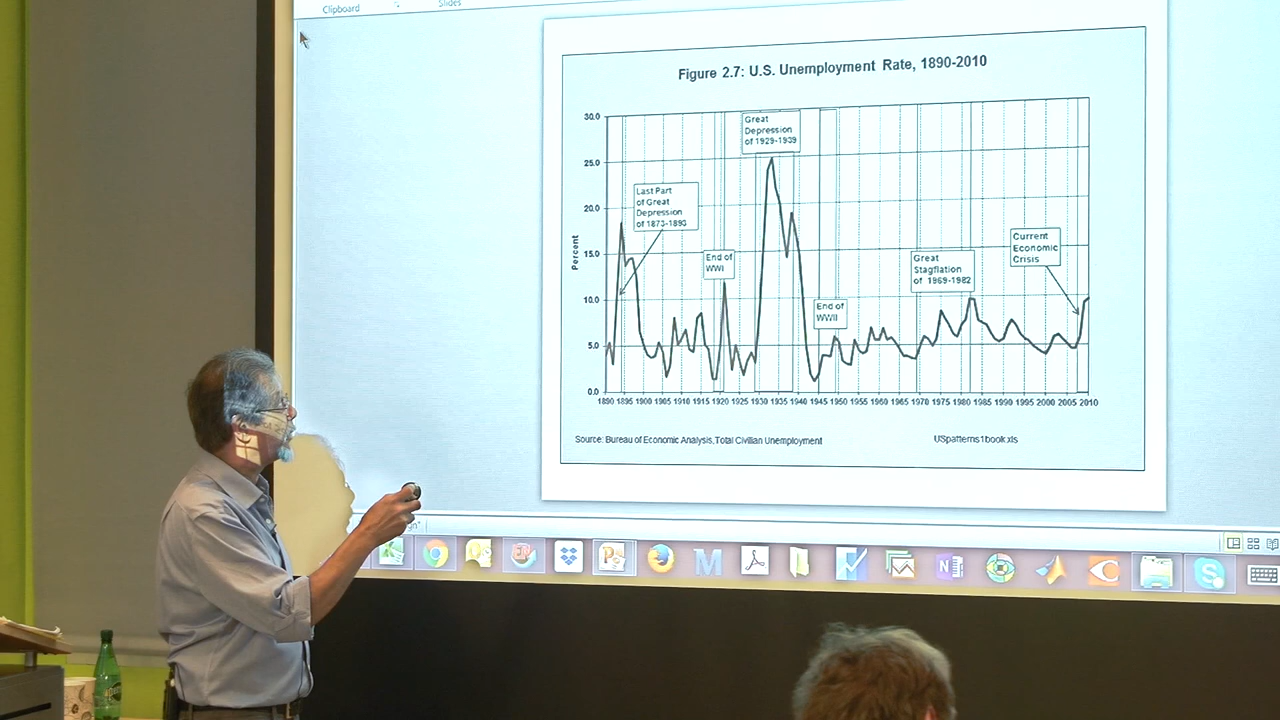 Clipboard
Slides
Figure 2.7: U.S. Unemployment Rate, 1890-2010
30.0
25.0
20.0
15.0
10.0
5.0
0.0
Percent
Last Part
of Great
Depression
of 1873-1893
End of
WWI
Great
Depression
of 1929-1939
End of
WWII
Great
Stagflation
of 1969-1982
Current
Economic
Crisis
1890 1895 1900 1905 1910 1915 1920 1925 1930 1935 1940 1945 1950 1955 1960 1965 1970 1975 1980 1985 1990 1995 2000 2005 2010
Source: Bureau of Economic Analysis, Total Civilian Unemployment
USpatterns1book.xls